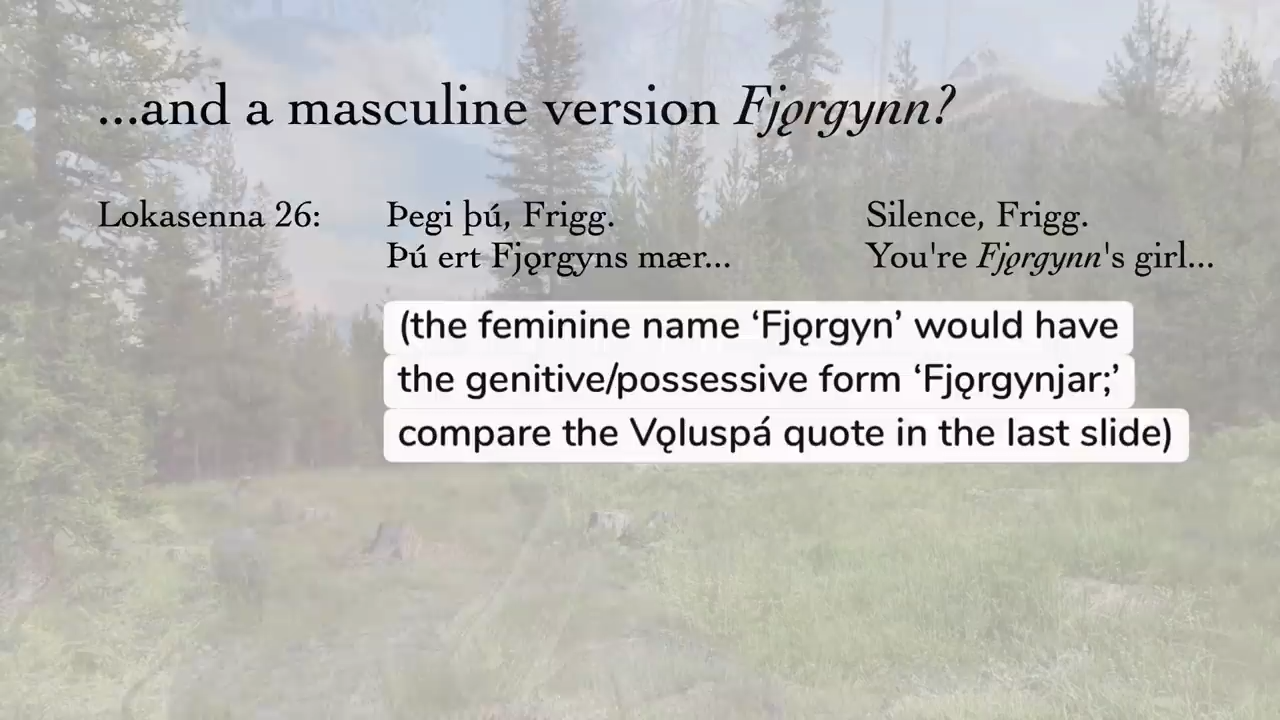 ...and a masculine version Fjǫrgynn?
Lokasenna 26: Þegi þú, Frigg. Silence, Frigg.
Þú ert Fjǫrgyns mær... You're Fjǫrgynn's girl...
(the feminine name ‘Fjǫrgyn’ would have
the genitive/possessive form ‘Fjǫrgynjar;’
compare the Vǫluspá quote in the last slide)